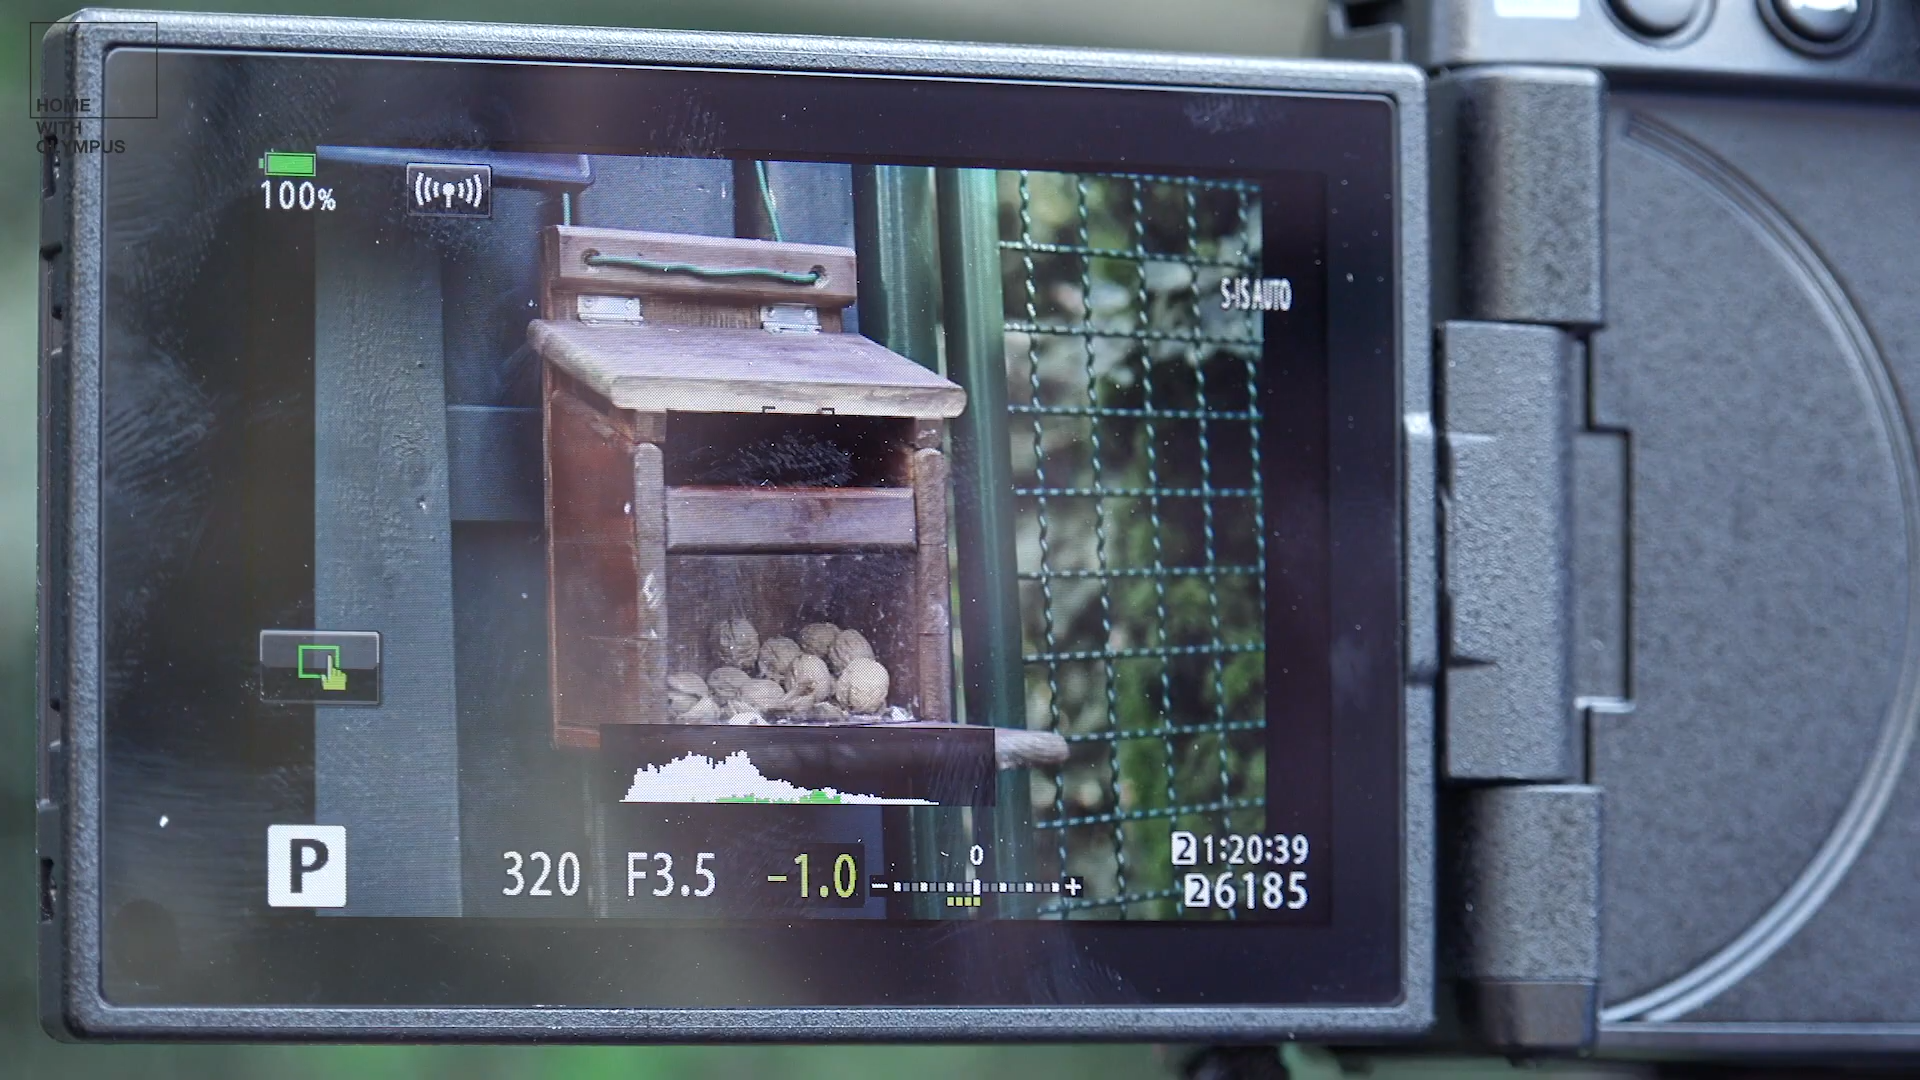 HOME
WITH
OLYMPUS
100%
S-IS AUTO
P 320 F3.5 -1.0 − 0 +
2 1:20:39
2 6185